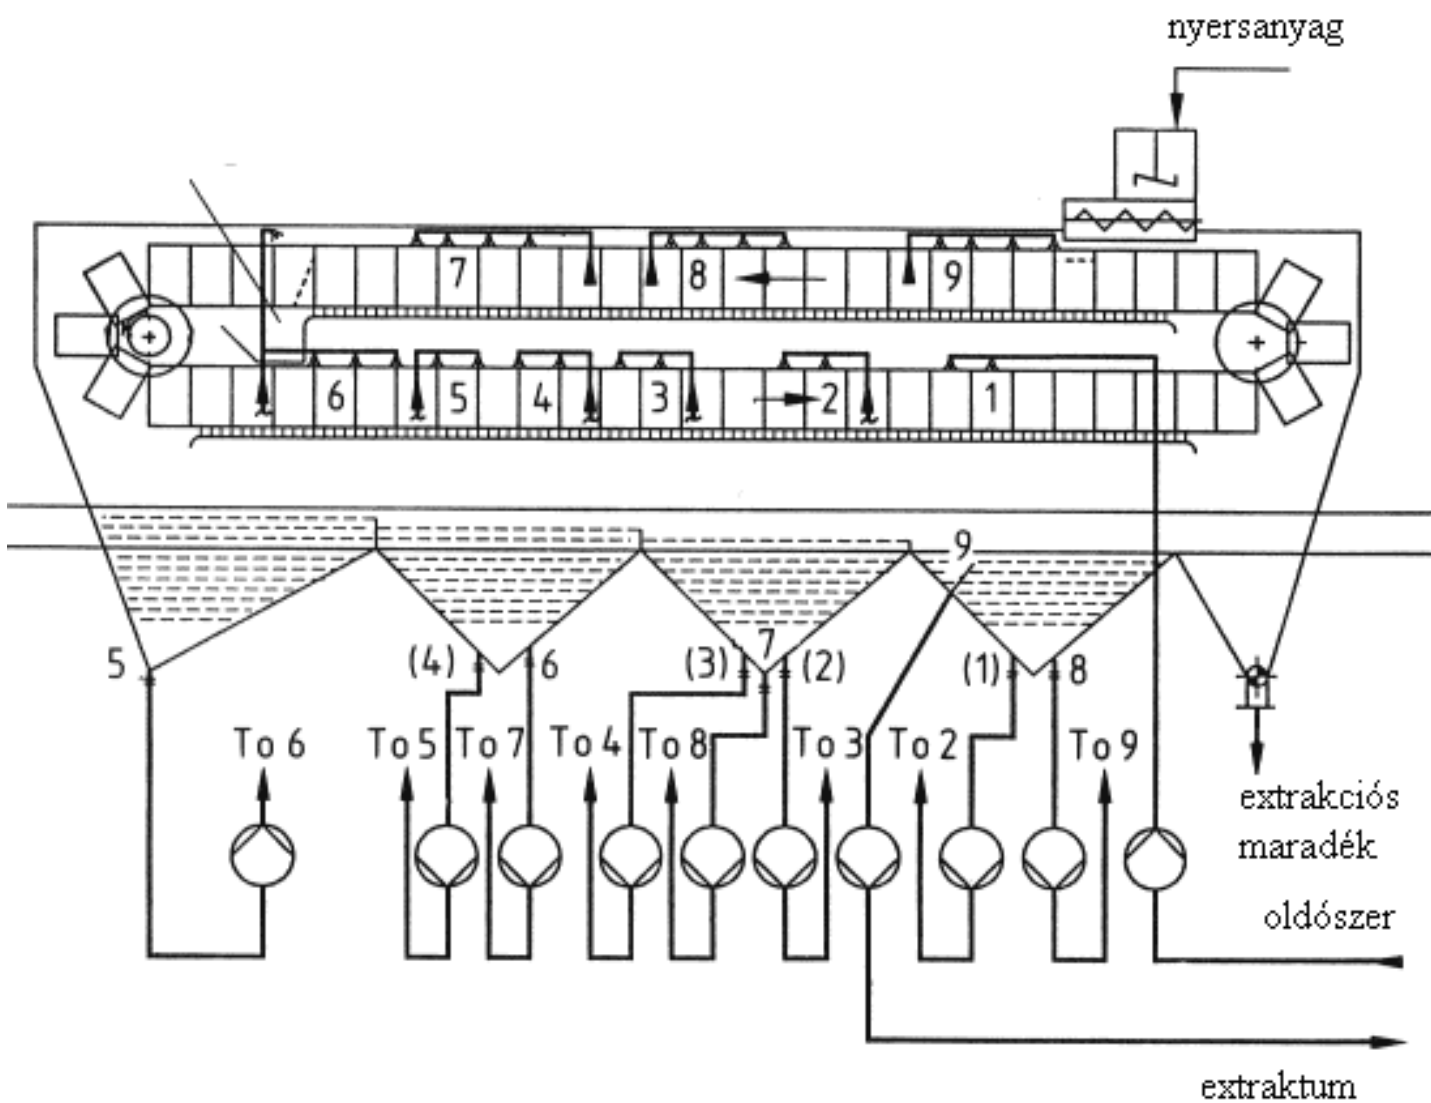 nyersanyag
7
8
9
6
5
4
3
2
1
9
5
(4)
6
(3)
7
(2)
(1)
8
To 6
To 5
To 7
To 4
To 8
To 3
To 2
To 9
extrakciós
maradék
oldószer
extraktum